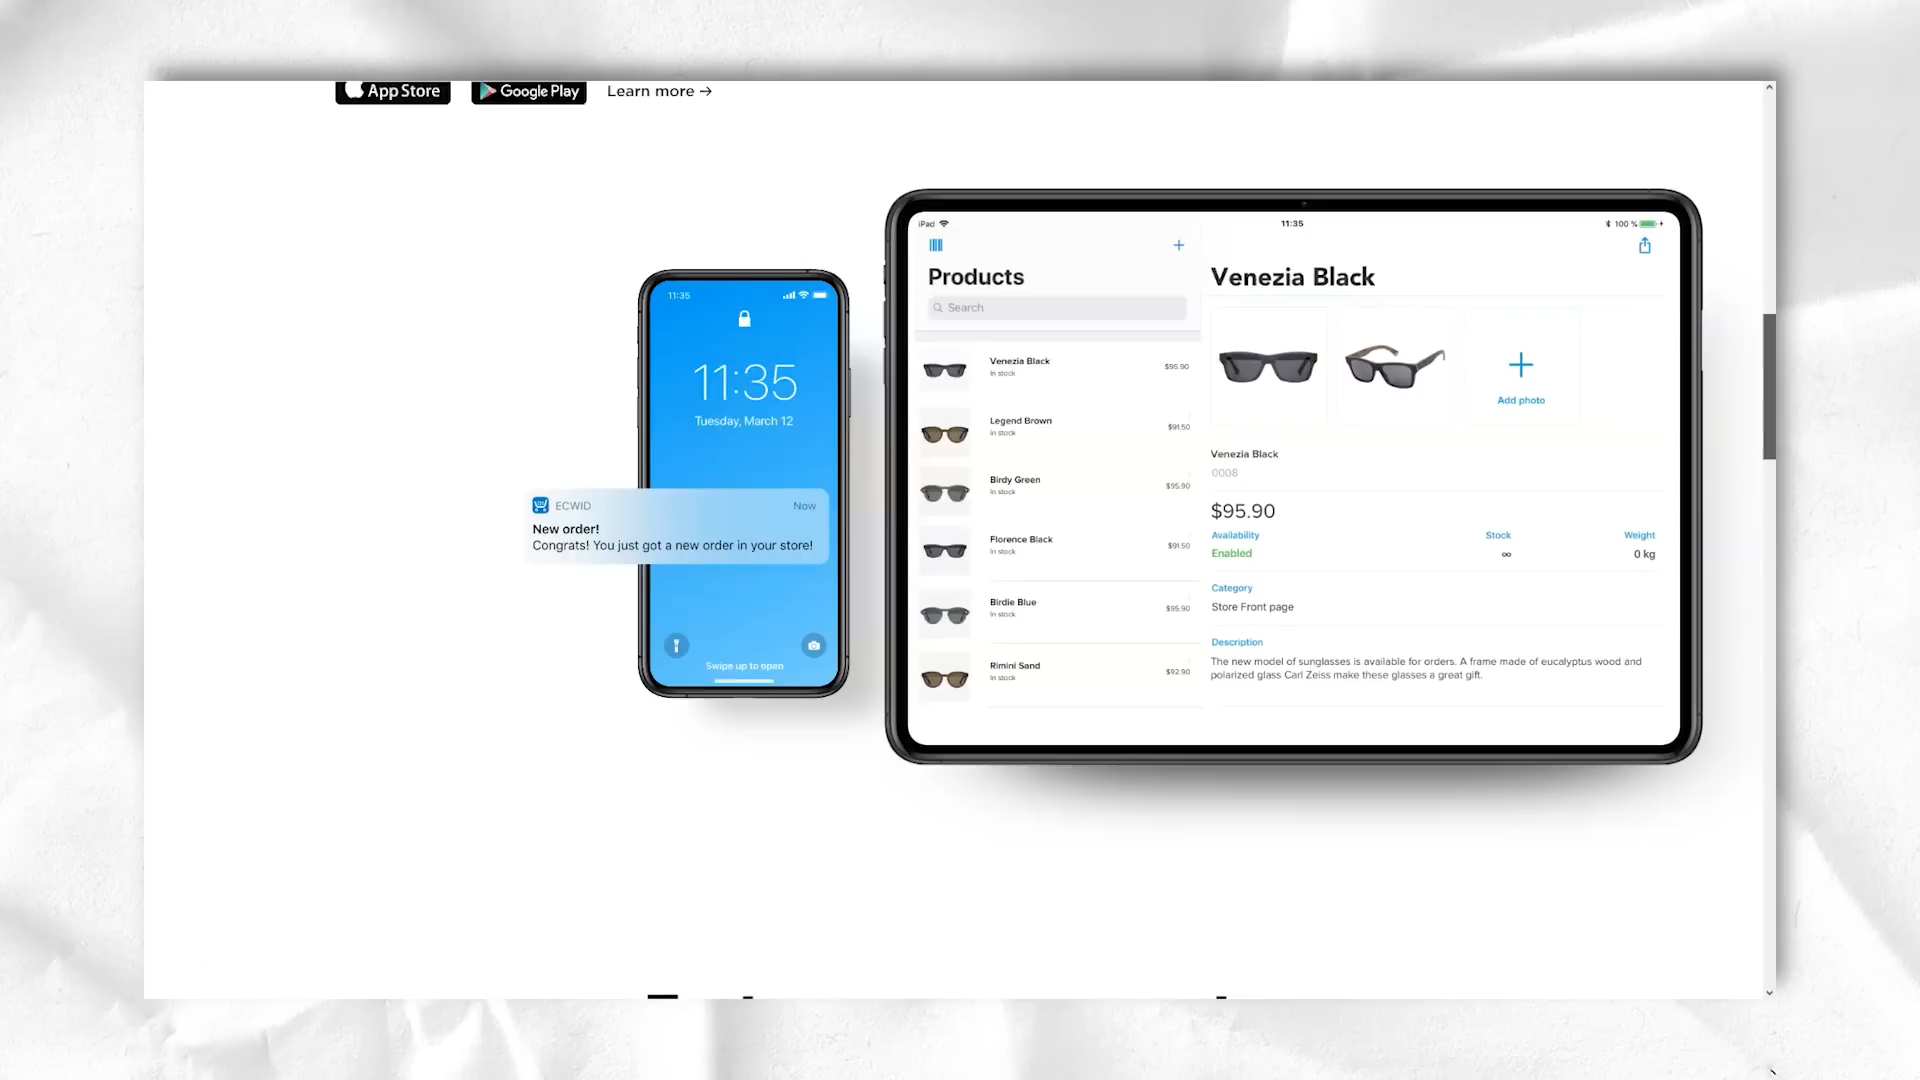 App Store
Google Play
Learn more →
11:35
11:35
Tuesday, March 12
ECWID
Now
New order!
Congrats! You just got a new order in your store!
Swipe up to open
iPad
11:35
100 %
Products
Search
Venezia Black
In stock
$95.90
Legend Brown
In stock
$91.50
Birdy Green
In stock
$95.90
Florence Black
In stock
$91.50
Birdie Blue
In stock
$95.90
Rimini Sand
In stock
$92.90
Venezia Black
Add photo
Venezia Black
0008
$95.90
Availability
Stock
Weight
Enabled
∞
0 kg
Category
Store Front page
Description
The new model of sunglasses is available for orders. A frame made of eucalyptus wood and
polarized glass Carl Zeiss make these glasses a great gift.